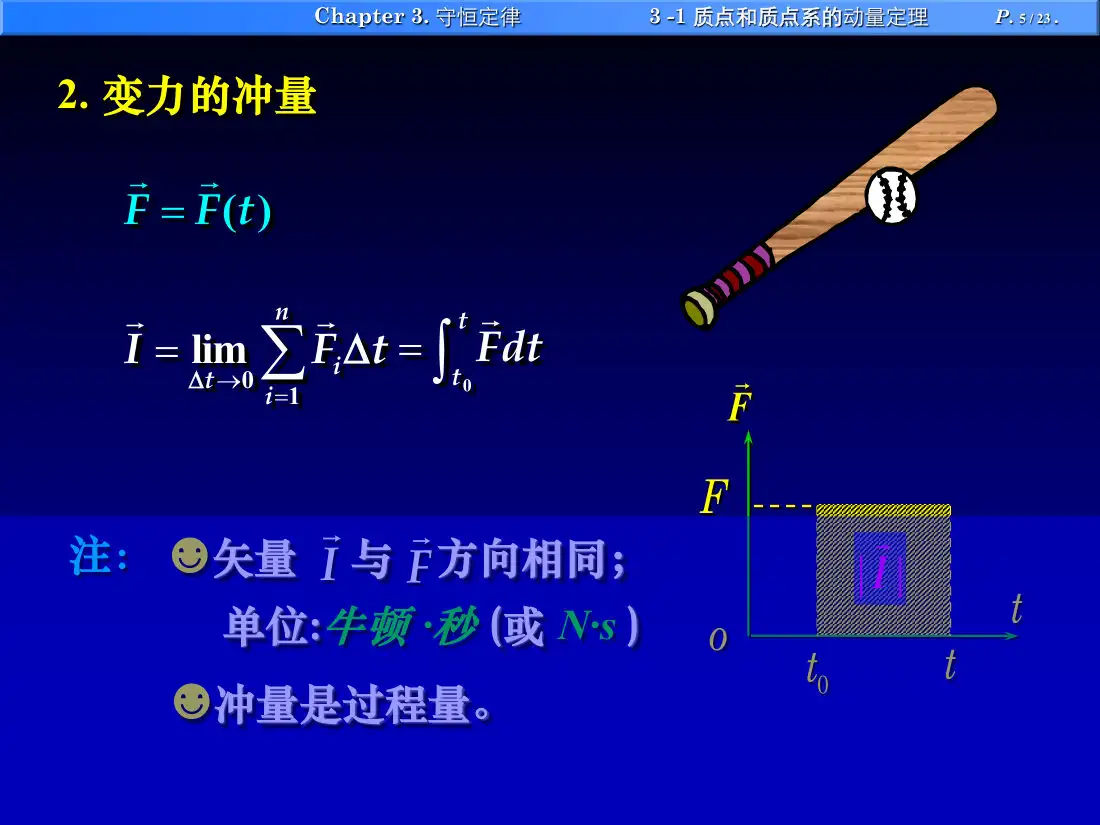 Chapter 3. 守恒定律 3 -1 质点和质点系的动量定理 P. 5 / 23 .
2. 变力的冲量
F⃗ = F⃗(t)
I⃗ = lim_{Δt→0} ∑_{i=1}^{n} F⃗_i Δt = ∫_{t₀}^{t} F⃗dt
F⃗
F
|I⃗|
o
t₀
t
t
注: 矢量 I⃗ 与 F⃗ 方向相同；
单位:牛顿·秒 (或 N·s )
冲量是过程量。